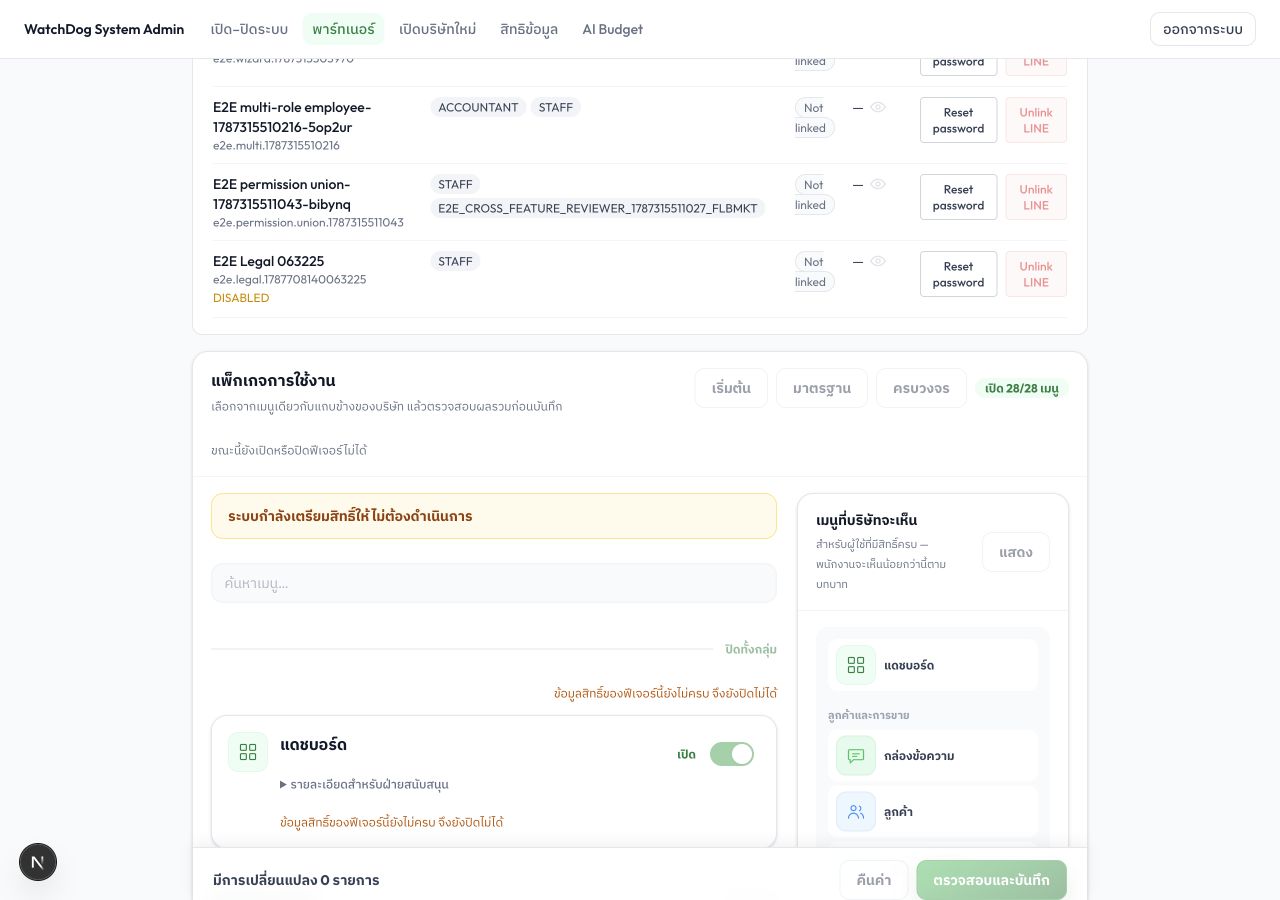 WatchDog System Admin
เปิด-ปิดระบบ
พาร์ทเนอร์
เปิดบริษัทใหม่
สิทธิข้อมูล
AI Budget
ออกจากระบบ
linked
password
LINE
E2E multi-role employee-
1787315510216-5op2ur
e2e.multi.1787315510216
ACCOUNTANT
STAFF
Not
linked
—
Reset
password
Unlink
LINE
E2E permission union-
1787315511043-bibynq
e2e.permission.union.1787315511043
STAFF
E2E_CROSS_FEATURE_REVIEWER_1787315511027_FLBMKT
Not
linked
—
Reset
password
Unlink
LINE
E2E Legal 063225
e2e.legal.1787708140063225
DISABLED
STAFF
Not
linked
—
Reset
password
Unlink
LINE
แพ็กเกจการใช้งาน
เลือกจากเมนูเดียวกับแถบข้างของบริษัท แล้วตรวจสอบผลรวมก่อนบันทึก
เริ่มต้น
มาตรฐาน
ครบวงจร
เปิด 28/28 เมนู
ขณะนี้ยังเปิดหรือปิดฟีเจอร์ไม่ได้
ระบบกำลังเตรียมสิทธิ์ให้ ไม่ต้องดำเนินการ
ค้นหาเมนู...
ปิดทั้งกลุ่ม
ข้อมูลสิทธิ์ของฟีเจอร์นี้ยังไม่ครบ จึงยังปิดไม่ได้
แดชบอร์ด
เปิด
รายละเอียดสำหรับฝ่ายสนับสนุน
ข้อมูลสิทธิ์ของฟีเจอร์นี้ยังไม่ครบ จึงยังปิดไม่ได้
เมนูที่บริษัทจะเห็น
สำหรับผู้ใช้ที่มีสิทธิ์ครบ —
พนักงานจะเห็นน้อยกว่านี้ตาม
บทบาท
แสดง
แดชบอร์ด
ลูกค้าและการขาย
กล่องข้อความ
ลูกค้า
มีการเปลี่ยนแปลง 0 รายการ
คืนค่า
ตรวจสอบและบันทึก
N